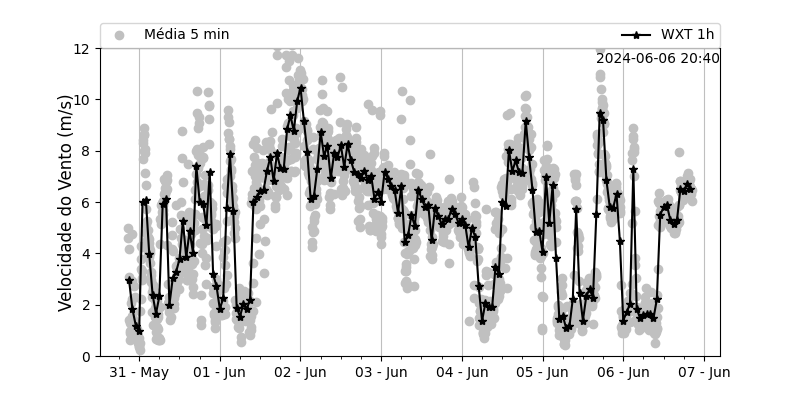 Média 5 min
WXT 1h
2024-06-06 20:40
Velocidade do Vento (m/s)
12
10
8
6
4
2
0
31 - May
01 - Jun
02 - Jun
03 - Jun
04 - Jun
05 - Jun
06 - Jun
07 - Jun